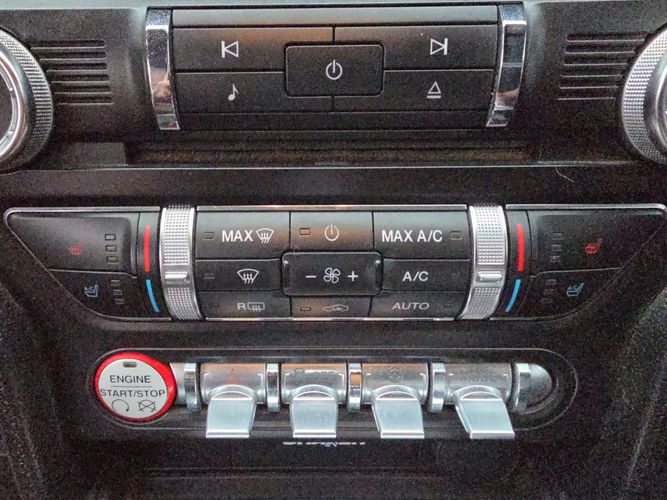 MAX
MAX A/C
A/C
R
AUTO
ENGINE
START/STOP